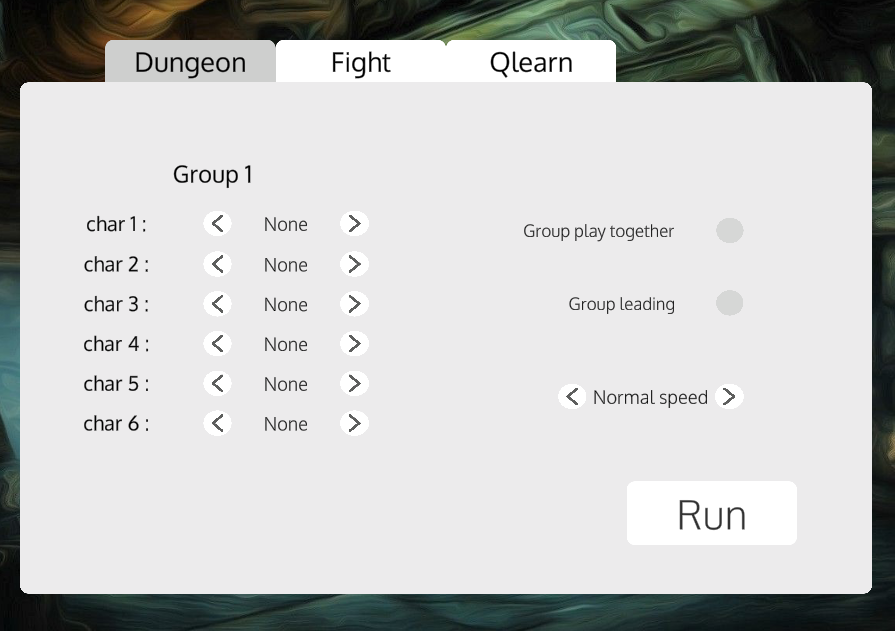 Dungeon Fight Qlearn
Group 1
char 1 : < None >
char 2 : < None >
char 3 : < None >
char 4 : < None >
char 5 : < None >
char 6 : < None >
Group play together
Group leading
< Normal speed >
Run